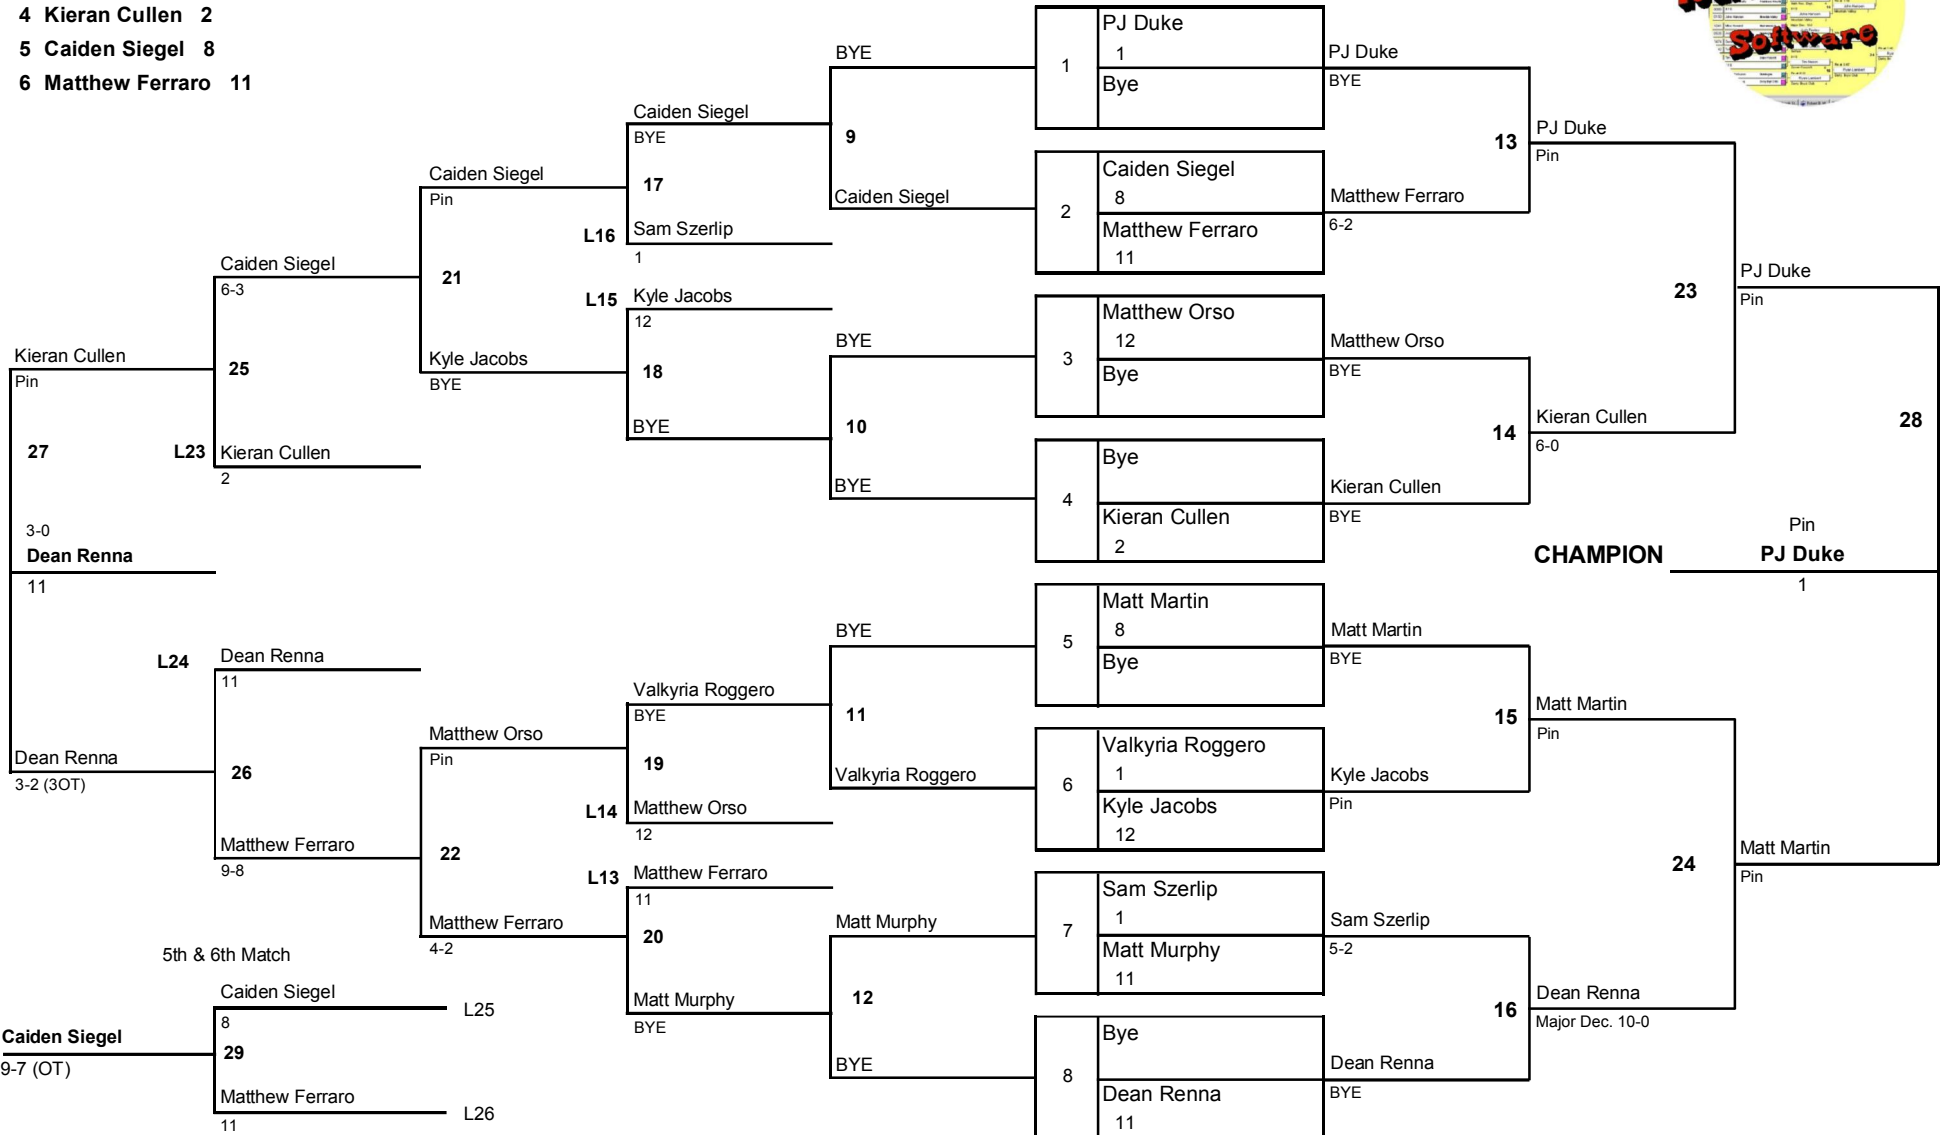 4 Kieran Cullen 2
5 Caiden Siegel 8
6 Matthew Ferraro 11
Software
Kieran Cullen
Pin
27
3-0
Dean Renna
11
Dean Renna
3-2 (3OT)
5th & 6th Match
Caiden Siegel
9-7 (OT)
Caiden Siegel
8
29
Matthew Ferraro
11
L25
L26
Caiden Siegel
6-3
25
L23 Kieran Cullen
2
L24 Dean Renna
11
26
Matthew Ferraro
9-8
Caiden Siegel
Pin
21
Kyle Jacobs
BYE
Matthew Orso
Pin
22
Matthew Ferraro
4-2
Caiden Siegel
BYE
17
L16 Sam Szerlip
1
L15 Kyle Jacobs
12
18
BYE
Valkyria Roggero
BYE
19
L14 Matthew Orso
12
L13 Matthew Ferraro
11
20
Matt Murphy
BYE
BYE
9
Caiden Siegel
BYE
10
BYE
BYE
11
Valkyria Roggero
Matt Murphy
12
BYE
1
PJ Duke
1
Bye
2
Caiden Siegel
8
Matthew Ferraro
11
3
Matthew Orso
12
Bye
4
Bye
Kieran Cullen
2
5
Matt Martin
8
Bye
6
Valkyria Roggero
1
Kyle Jacobs
12
7
Sam Szerlip
1
Matt Murphy
11
8
Bye
Dean Renna
11
PJ Duke
BYE
13
Matthew Ferraro
6-2
Matthew Orso
BYE
14
Kieran Cullen
BYE
Matt Martin
BYE
15
Kyle Jacobs
Pin
Sam Szerlip
5-2
16
Dean Renna
BYE
PJ Duke
Pin
23
Kieran Cullen
6-0
Matt Martin
Pin
24
Dean Renna
Major Dec. 10-0
PJ Duke
Pin
28
Matt Martin
Pin
Pin
CHAMPION PJ Duke
1